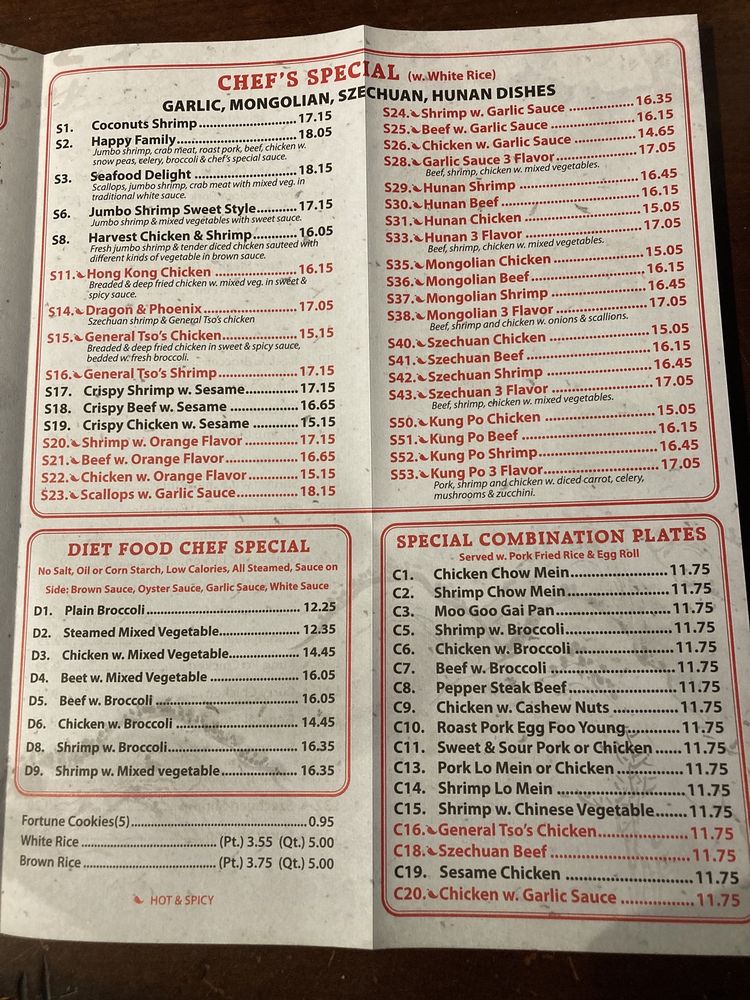 CHEF'S SPECIAL (w. White Rice)
GARLIC, MONGOLIAN, SZECHUAN, HUNAN DISHES
S1. Coconuts Shrimp 17.15
S2. Happy Family 18.05
Jumbo shrimp, crab meat, roast pork, beef, chicken w.
snow peas, eelery, broccoli & chef's special sauce.
S3. Seafood Delight 18.15
Scallops, jumbo shrimp, crab meat with mixed veg. in
traditional white sauce.
S6. Jumbo Shrimp Sweet Style 17.15
Jumbo shrimp & mixed vegetables with sweet sauce.
S8. Harvest Chicken & Shrimp 16.05
Fresh jumbo shrimp & tender diced chicken sauteed with
different kinds of vegetable in brown sauce.
S11. Hong Kong Chicken 16.15
Breaded & deep fried chicken w. mixed veg. in sweet &
spicy sauce.
S14. Dragon & Phoenix 17.05
Szechuan shrimp & General Tso's chicken
S15. General Tso's Chicken 15.15
Breaded & deep fried chicken in sweet & spicy sauce,
bedded w. fresh broccoli.
S16. General Tso's Shrimp 17.15
S17. Crispy Shrimp w. Sesame 17.15
S18. Crispy Beef w. Sesame 16.65
S19. Crispy Chicken w. Sesame 15.15
S20. Shrimp w. Orange Flavor 17.15
S21. Beef w. Orange Flavor 16.65
S22. Chicken w. Orange Flavor 15.15
S23. Scallops w. Garlic Sauce 18.15
S24. Shrimp w. Garlic Sauce 16.35
S25. Beef w. Garlic Sauce 16.15
S26. Chicken w. Garlic Sauce 14.65
S28. Garlic Sauce 3 Flavor 17.05
Beef, shrimp, chicken w. mixed vegetables.
S29. Hunan Shrimp 16.45
S30. Hunan Beef 16.15
S31. Hunan Chicken 15.05
S33. Hunan 3 Flavor 17.05
Beef, shrimp, chicken w. mixed vegetables.
S35. Mongolian Chicken 15.05
S36. Mongolian Beef 16.15
S37. Mongolian Shrimp 16.45
S38. Mongolian 3 Flavor 17.05
Beef, shrimp and chicken w. onions & scallions.
S40. Szechuan Chicken 15.05
S41. Szechuan Beef 16.15
S42. Szechuan Shrimp 16.45
S43. Szechuan 3 Flavor 17.05
Beef, shrimp, chicken w. mixed vegetables.
S50. Kung Po Chicken 15.05
S51. Kung Po Beef 16.15
S52. Kung Po Shrimp 16.45
S53. Kung Po 3 Flavor 17.05
Pork, shrimp and chicken w. diced carrot, celery,
mushrooms & zucchini.
DIET FOOD CHEF SPECIAL
No Salt, Oil or Corn Starch, Low Calories, All Steamed, Sauce on
Side: Brown Sauce, Oyster Sauce, Garlic Sauce, White Sauce
D1. Plain Broccoli 12.25
D2. Steamed Mixed Vegetable 12.35
D3. Chicken w. Mixed Vegetable 14.45
D4. Beet w. Mixed Vegetable 16.05
D5. Beef w. Broccoli 16.05
D6. Chicken w. Broccoli 14.45
D8. Shrimp w. Broccoli 16.35
D9. Shrimp w. Mixed vegetable 16.35
Fortune Cookies(5) 0.95
White Rice (Pt.) 3.55 (Qt.) 5.00
Brown Rice (Pt.) 3.75 (Qt.) 5.00
HOT & SPICY
SPECIAL COMBINATION PLATES
Served w. Pork Fried Rice & Egg Roll
C1. Chicken Chow Mein 11.75
C2. Shrimp Chow Mein 11.75
C3. Moo Goo Gai Pan 11.75
C5. Shrimp w. Broccoli 11.75
C6. Chicken w. Broccoli 11.75
C7. Beef w. Broccoli 11.75
C8. Pepper Steak Beef 11.75
C9. Chicken w. Cashew Nuts 11.75
C10. Roast Pork Egg Foo Young 11.75
C11. Sweet & Sour Pork or Chicken 11.75
C13. Pork Lo Mein or Chicken 11.75
C14. Shrimp Lo Mein 11.75
C15. Shrimp w. Chinese Vegetable 11.75
C16. General Tso's Chicken 11.75
C18. Szechuan Beef 11.75
C19. Sesame Chicken 11.75
C20. Chicken w. Garlic Sauce 11.75